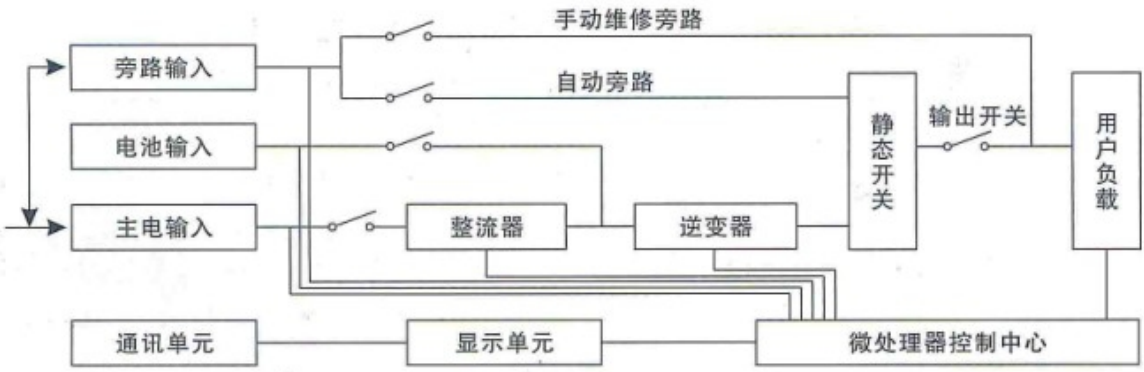 手动维修旁路
旁路输入
自动旁路
电池输入
静态开关
输出开关
用户负载
主电输入
整流器
逆变器
通讯单元
显示单元
微处理器控制中心